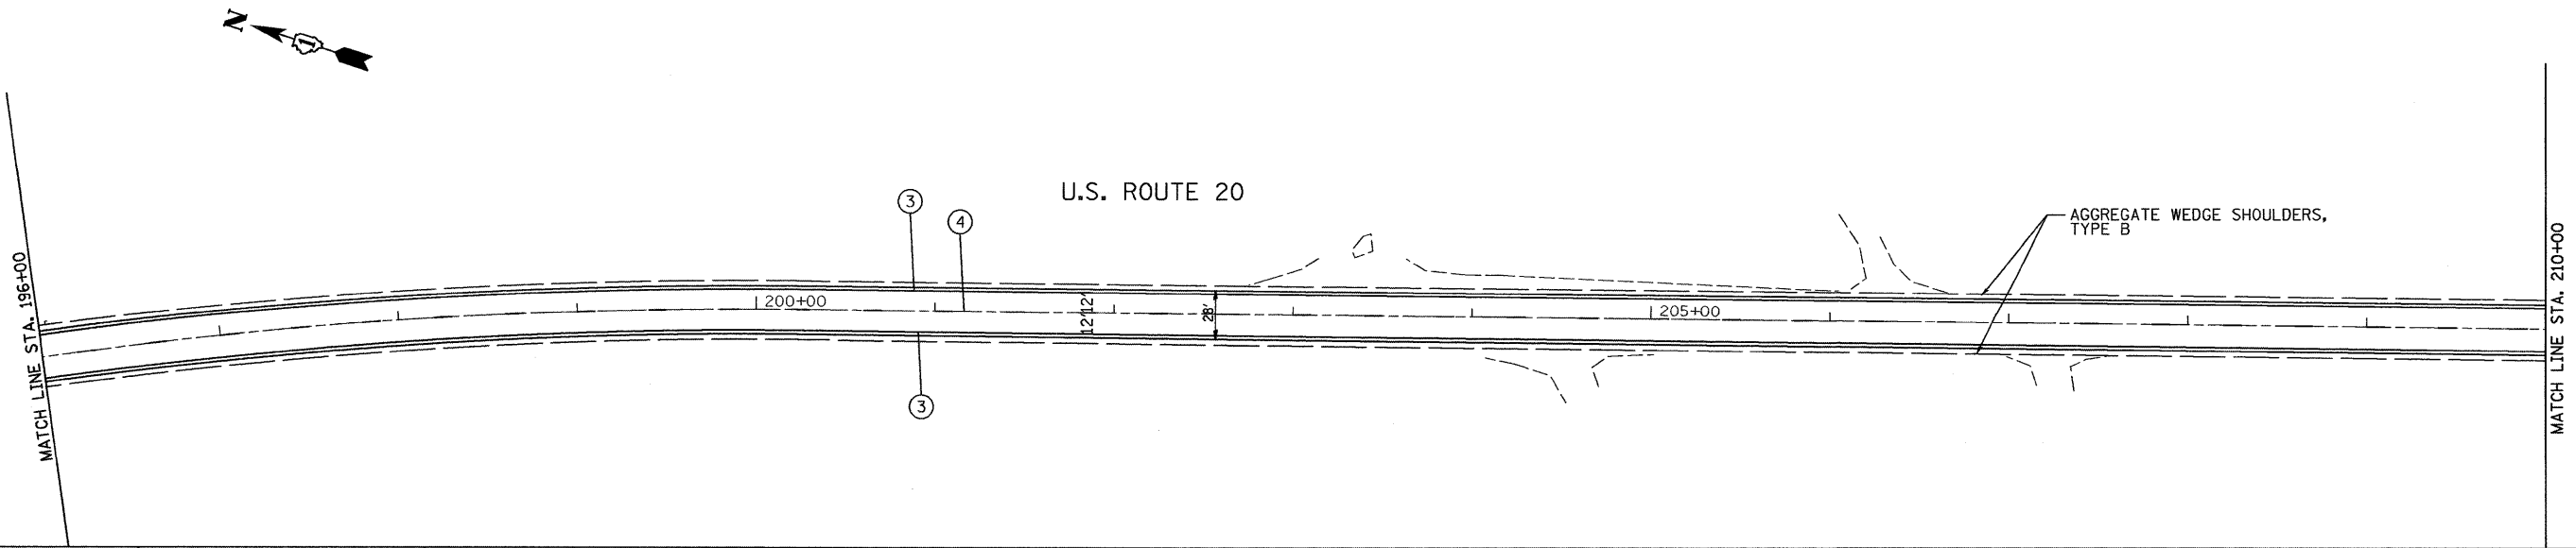 N
1
U.S. ROUTE 20
3
4
AGGREGATE WEDGE SHOULDERS,
TYPE B
MATCH LINE STA. 196+00
200+00
12'
12'
28'
205+00
MATCH LINE STA. 210+00
3